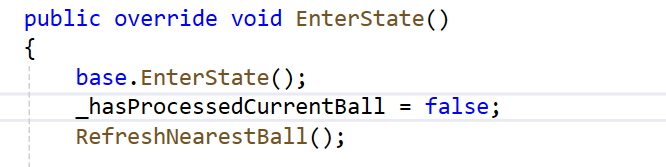 public override void EnterState()
{
base.EnterState();
_hasProcessedCurrentBall = false;
RefreshNearestBall();